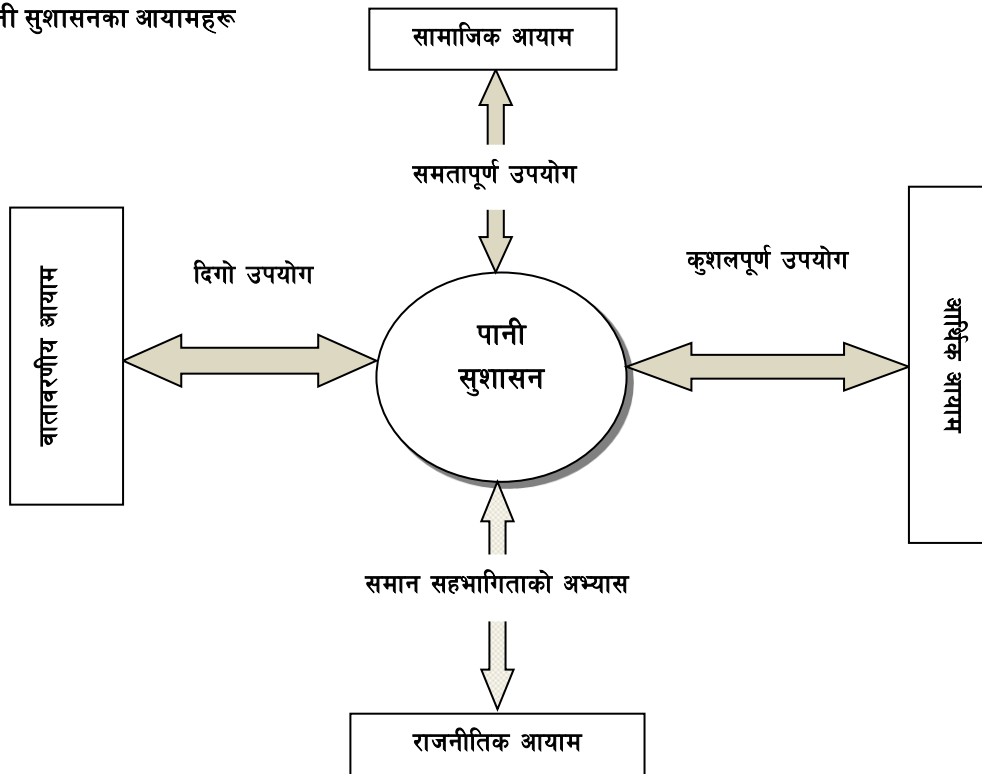 सुशासनका आयामहरू
सामाजिक आयाम
समतापूर्ण उपयोग
दिगो उपयोग
कुशलपूर्ण उपयोग
वातावरणीय आयाम
पानी
सुशासन
आर्थिक आयाम
समान सहभागिताको अभ्यास
राजनीतिक आयाम